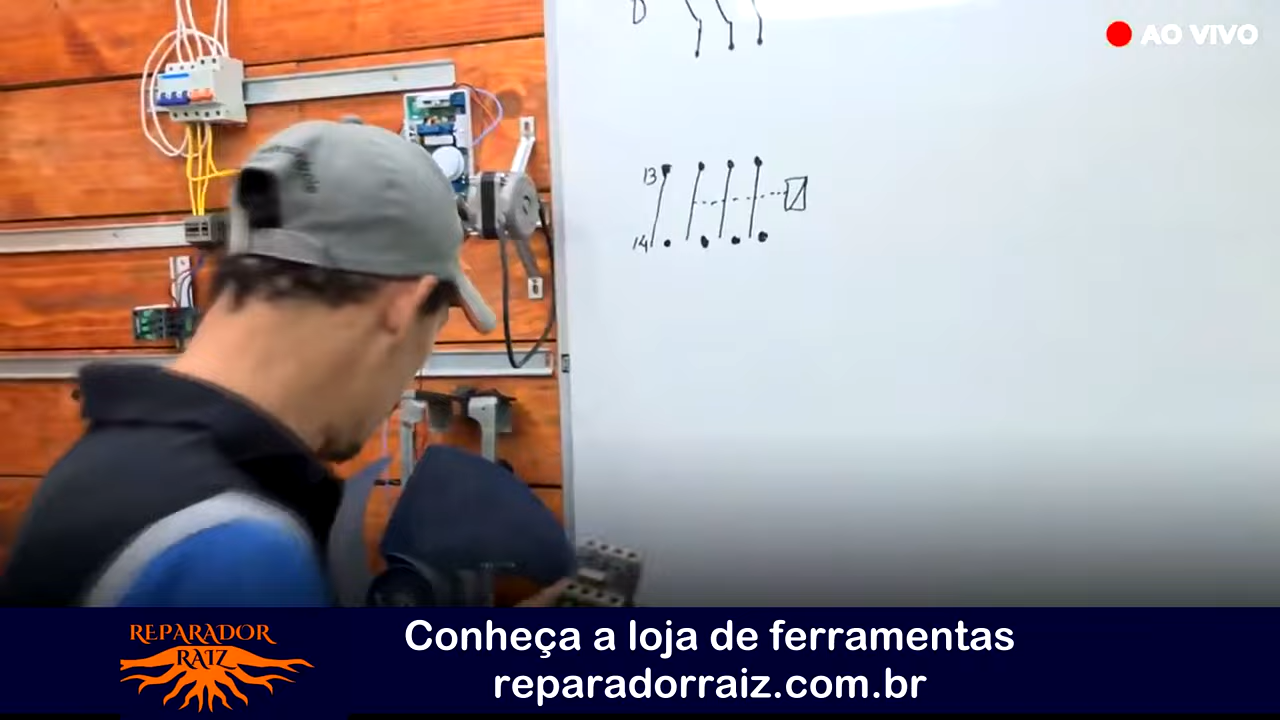 AO VIVO
D
13
14
REPARADOR
RAIZ
Conheça a loja de ferramentas
reparadorraiz.com.br